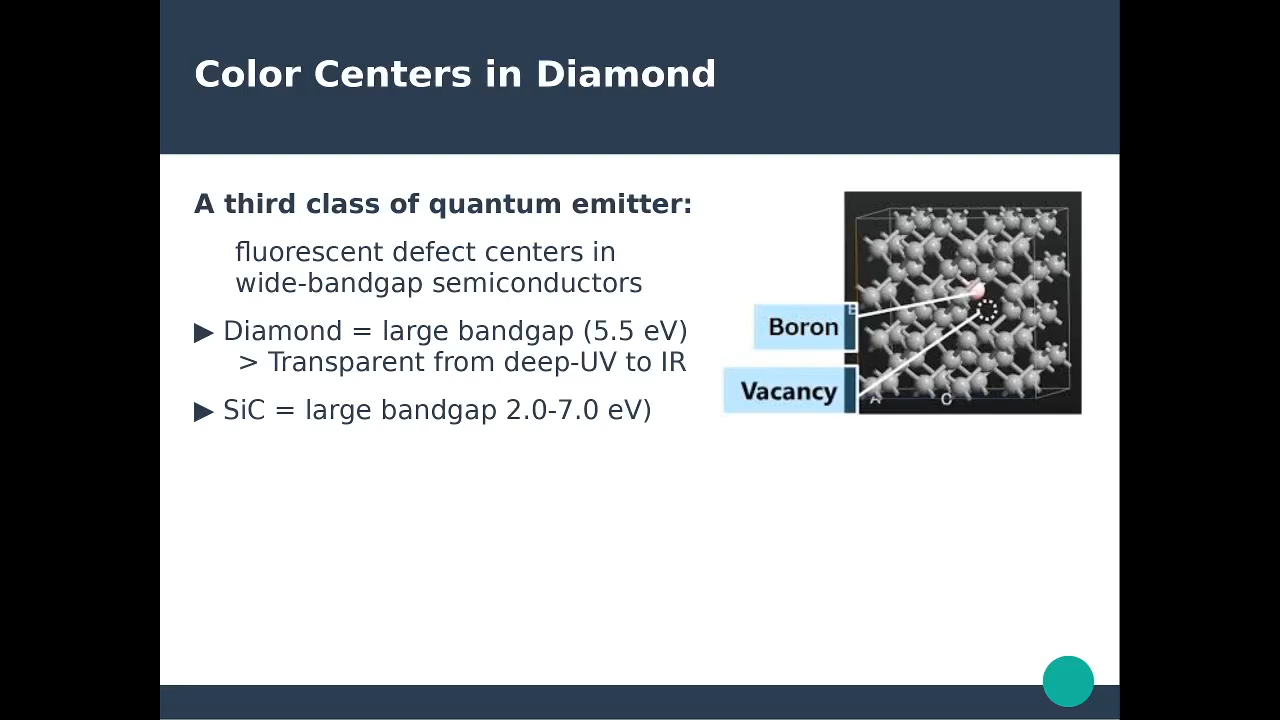 Color Centers in Diamond
A third class of quantum emitter:
fluorescent defect centers in
wide-bandgap semiconductors
▶ Diamond = large bandgap (5.5 eV)
> Transparent from deep-UV to IR
▶ SiC = large bandgap 2.0-7.0 eV)
B
Boron
Vacancy
A
C